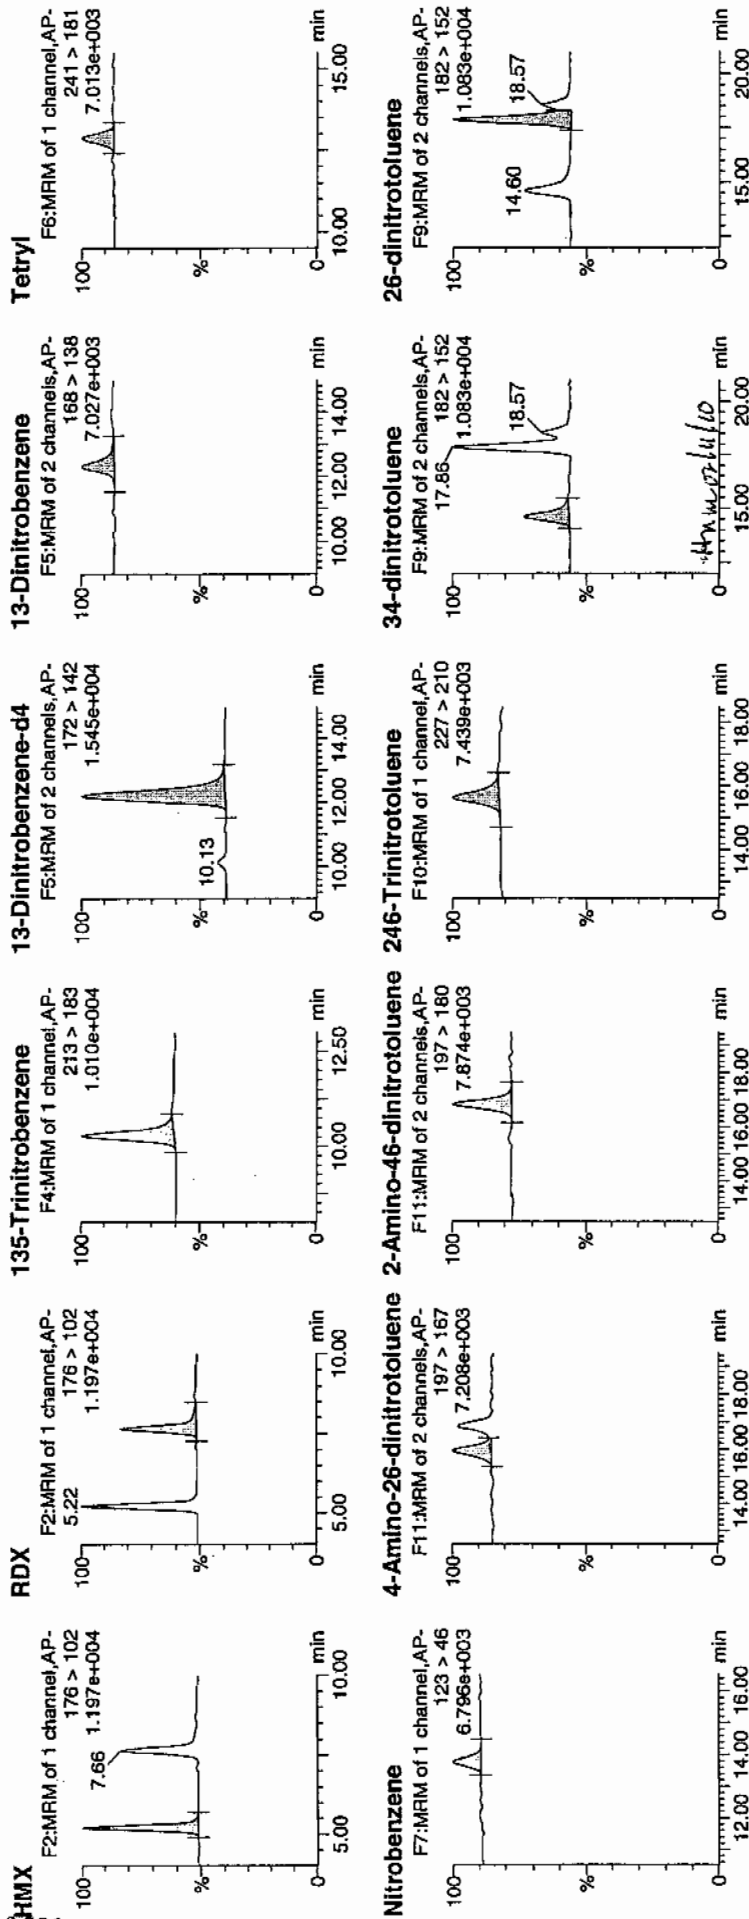 HMX
F2:MRM of 1 channel,AP-
176 > 102
1.197e+004
100
7.66
%
0
5.00
10.00
min
RDX
F2:MRM of 1 channel,AP-
176 > 102
1.197e+004
100
5.22
%
0
5.00
10.00
min
135-Trinitrobenzene
F4:MRM of 1 channel,AP-
213 > 183
1.010e+004
100
%
0
10.00
12.50
min
13-Dinitrobenzene-d4
F5:MRM of 2 channels,AP-
172 > 142
1.545e+004
100
10.13
%
0
10.00
12.00
14.00
min
13-Dinitrobenzene
F5:MRM of 2 channels,AP-
168 > 138
7.027e+003
100
%
0
10.00
12.00
14.00
min
Tetryl
F6:MRM of 1 channel,AP-
241 > 181
7.013e+003
100
%
0
10.00
15.00
min
Nitrobenzene
F7:MRM of 1 channel,AP-
123 > 46
6.796e+003
100
%
0
12.00
14.00
16.00
min
4-Amino-26-dinitrotoluene
F11:MRM of 2 channels,AP-
197 > 167
7.208e+003
100
%
0
14.00
16.00
18.00
min
2-Amino-46-dinitrotoluene
F11:MRM of 2 channels,AP-
197 > 180
7.874e+003
100
%
0
14.00
16.00
18.00
min
246-Trinitrotoluene
F10:MRM of 1 channel,AP-
227 > 210
7.439e+003
100
%
0
14.00
16.00
18.00
min
34-dinitrotoluene
F9:MRM of 2 channels,AP-
182 > 152
1.083e+004
100
17.86
18.57
%
0
15.00
20.00
min
26-dinitrotoluene
F9:MRM of 2 channels,AP-
182 > 152
1.083e+004
100
14.60
18.57
%
0
15.00
20.00
min